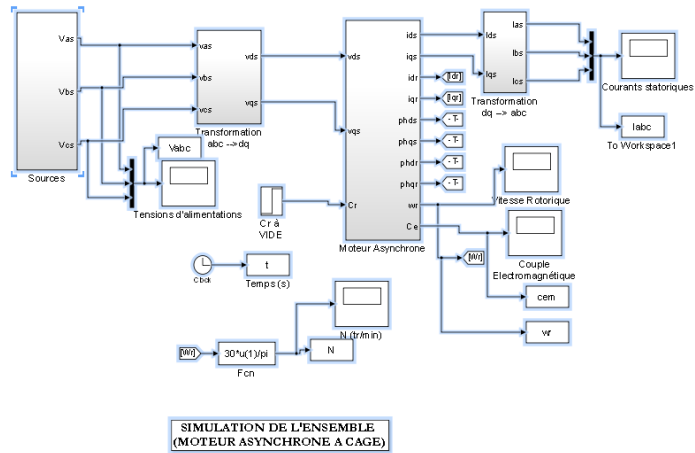 Vas
Vbs
Vcs
Sources
vas
vbs
vcs
vds
vqs
Transformation
abc -->dq
Vabc
Tensions d'alimentations
Cr à
VIDE
vds
vqs
Cr
ids
iqs
idr
iqr
phds
phqs
phdr
phqr
wr
Ce
Moteur Asynchrone
[Idr]
[Iqr]
-T-
-T-
-T-
-T-
Ids
Iqs
Ias
Ibs
Ics
Transformation
dq --> abc
Courants statoriques
Iabc
To Workspace1
Vitesse Rotorique
Couple
Electromagnétique
[Wr]
cem
wr
Clock
t
Temps (s)
N (tr/min)
[Wr]
30*u(1)/pi
Fcn
N
SIMULATION DE L'ENSEMBLE
(MOTEUR ASYNCHRONE A CAGE)